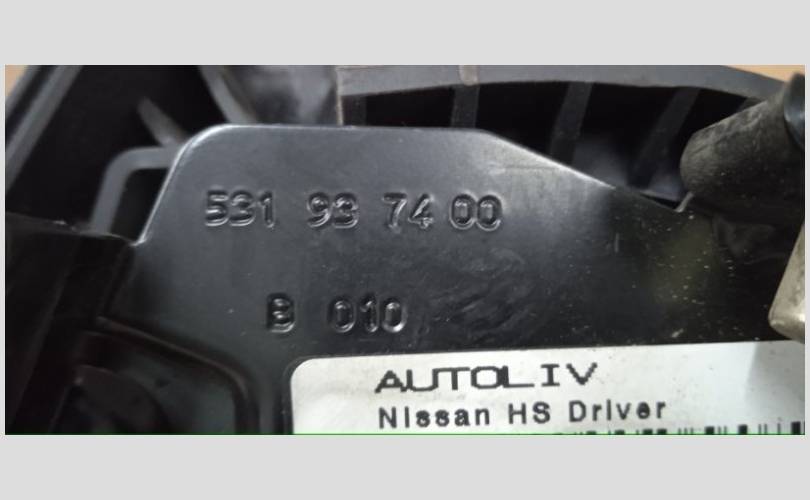 531 93 74 00
B 010
AUTOLIV
Nissan HS Driver